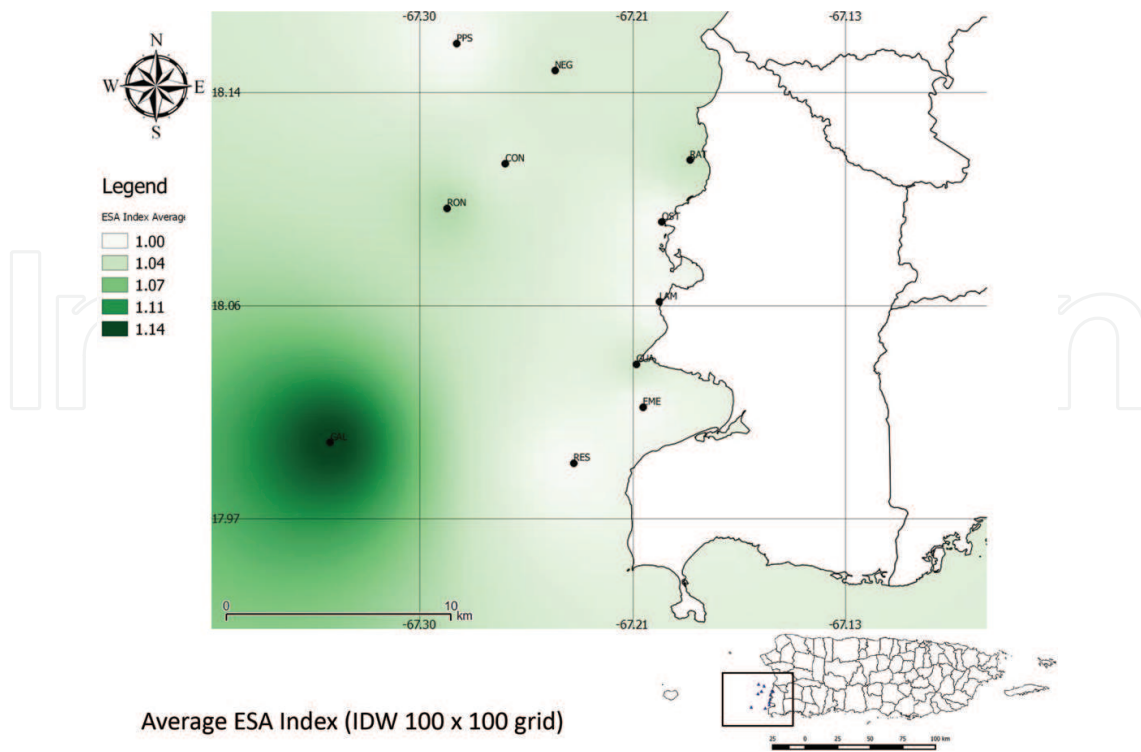 -67.30 -67.21 -67.13
N
W E
S
PPS
NEG
18.14
CON
RAT
Legend
RON
ESA Index Average
OST
1.00
1.04
1.07
1.11
1.14
LAM
18.06
GUA
EME
GAL
RES
17.97
0 10
km
-67.30 -67.21 -67.13
Average ESA Index (IDW 100 x 100 grid)
25 0 25 50 75 100 km